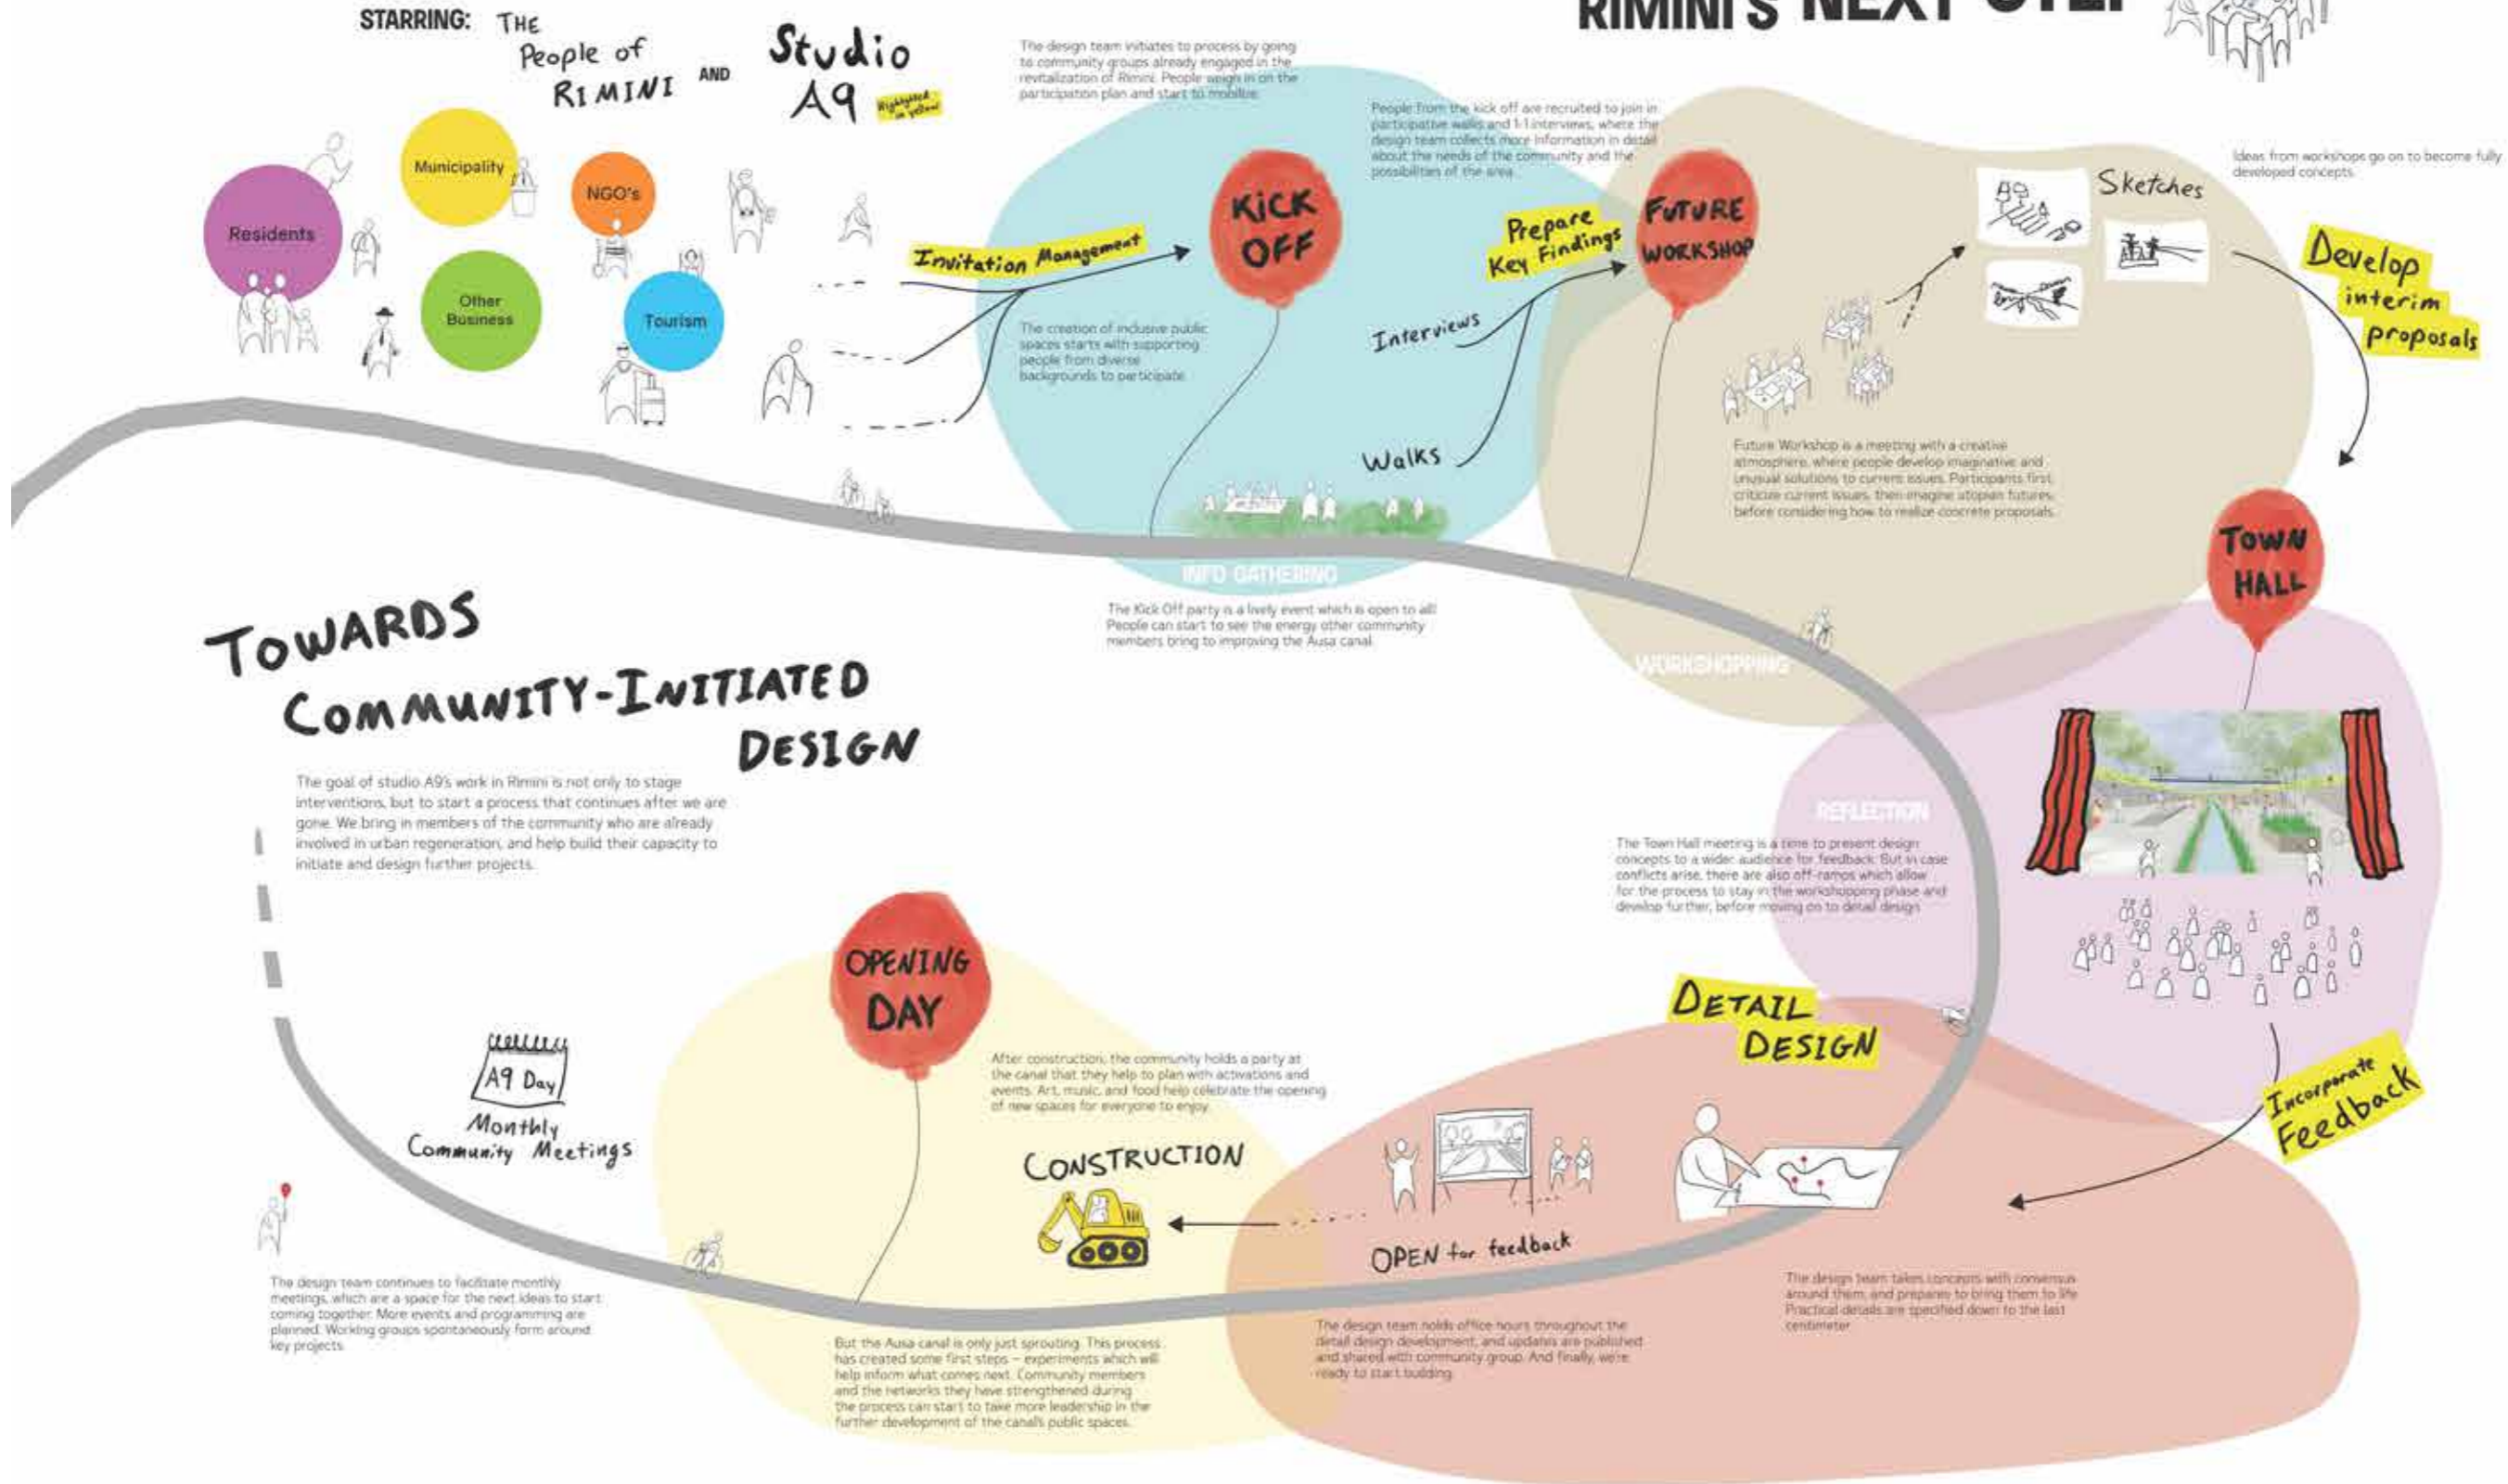 STARRING: THE
People of
RIMINI AND
Studio
A9
Highlighted
in yellow
RIMINI'S NEXT STEP
The design team initiates to process by going
to community groups already engaged in the
revitalization of Rimini. People weigh in on the
participation plan and start to mobilize.
People from the kick off are recruited to join in
participative walks and 1-1 interviews, where the
design team collects more information in detail
about the needs of the community and the
possibilities of the area.
Ideas from workshops go on to become fully
developed concepts.
Residents
Municipality
NGO's
Other
Business
Tourism
Invitation Management
KICK
OFF
The creation of inclusive public
spaces starts with supporting
people from diverse
backgrounds to participate.
Prepare
Key Findings
Interviews
Walks
FUTURE
WORKSHOP
Sketches
Develop
interim
proposals
Future Workshop is a meeting with a creative
atmosphere, where people develop imaginative and
unusual solutions to current issues. Participants first
criticize current issues, then imagine utopian futures,
before considering how to realize concrete proposals.
TOWN
HALL
INFO GATHERING
The Kick Off party is a lively event which is open to all!
People can start to see the energy other community
members bring to improving the Ausa canal.
WORKSHOPPING
TOWARDS
COMMUNITY-INITIATED
DESIGN
The goal of studio A9's work in Rimini is not only to stage
interventions, but to start a process that continues after we are
gone. We bring in members of the community who are already
involved in urban regeneration, and help build their capacity to
initiate and design further projects.
REFLECTION
The Town Hall meeting is a time to present design
concepts to a wider audience for feedback. But in case
conflicts arise, there are also off-ramps which allow
for the process to stay in the workshopping phase and
develop further, before moving on to detail design.
OPENING
DAY
DETAIL
DESIGN
Incorporate
Feedback
A9 Day
Monthly
Community Meetings
After construction, the community holds a party at
the canal that they help to plan with activations and
events. Art, music, and food help celebrate the opening
of new spaces for everyone to enjoy.
CONSTRUCTION
OPEN for feedback
The design team continues to facilitate monthly
meetings, which are a space for the next ideas to start
coming together. More events and programming are
planned. Working groups spontaneously form around
key projects.
But the Ausa canal is only just sprouting. This process
has created some first steps – experiments which will
help inform what comes next. Community members
and the networks they have strengthened during
the process can start to take more leadership in the
further development of the canal's public spaces.
The design team holds office hours throughout the
detail design development, and updates are published
and shared with community group. And finally, we're
ready to start building.
The design team takes concepts with consensus
around them, and prepares to bring them to life.
Practical details are specified down to the last
centimeter.